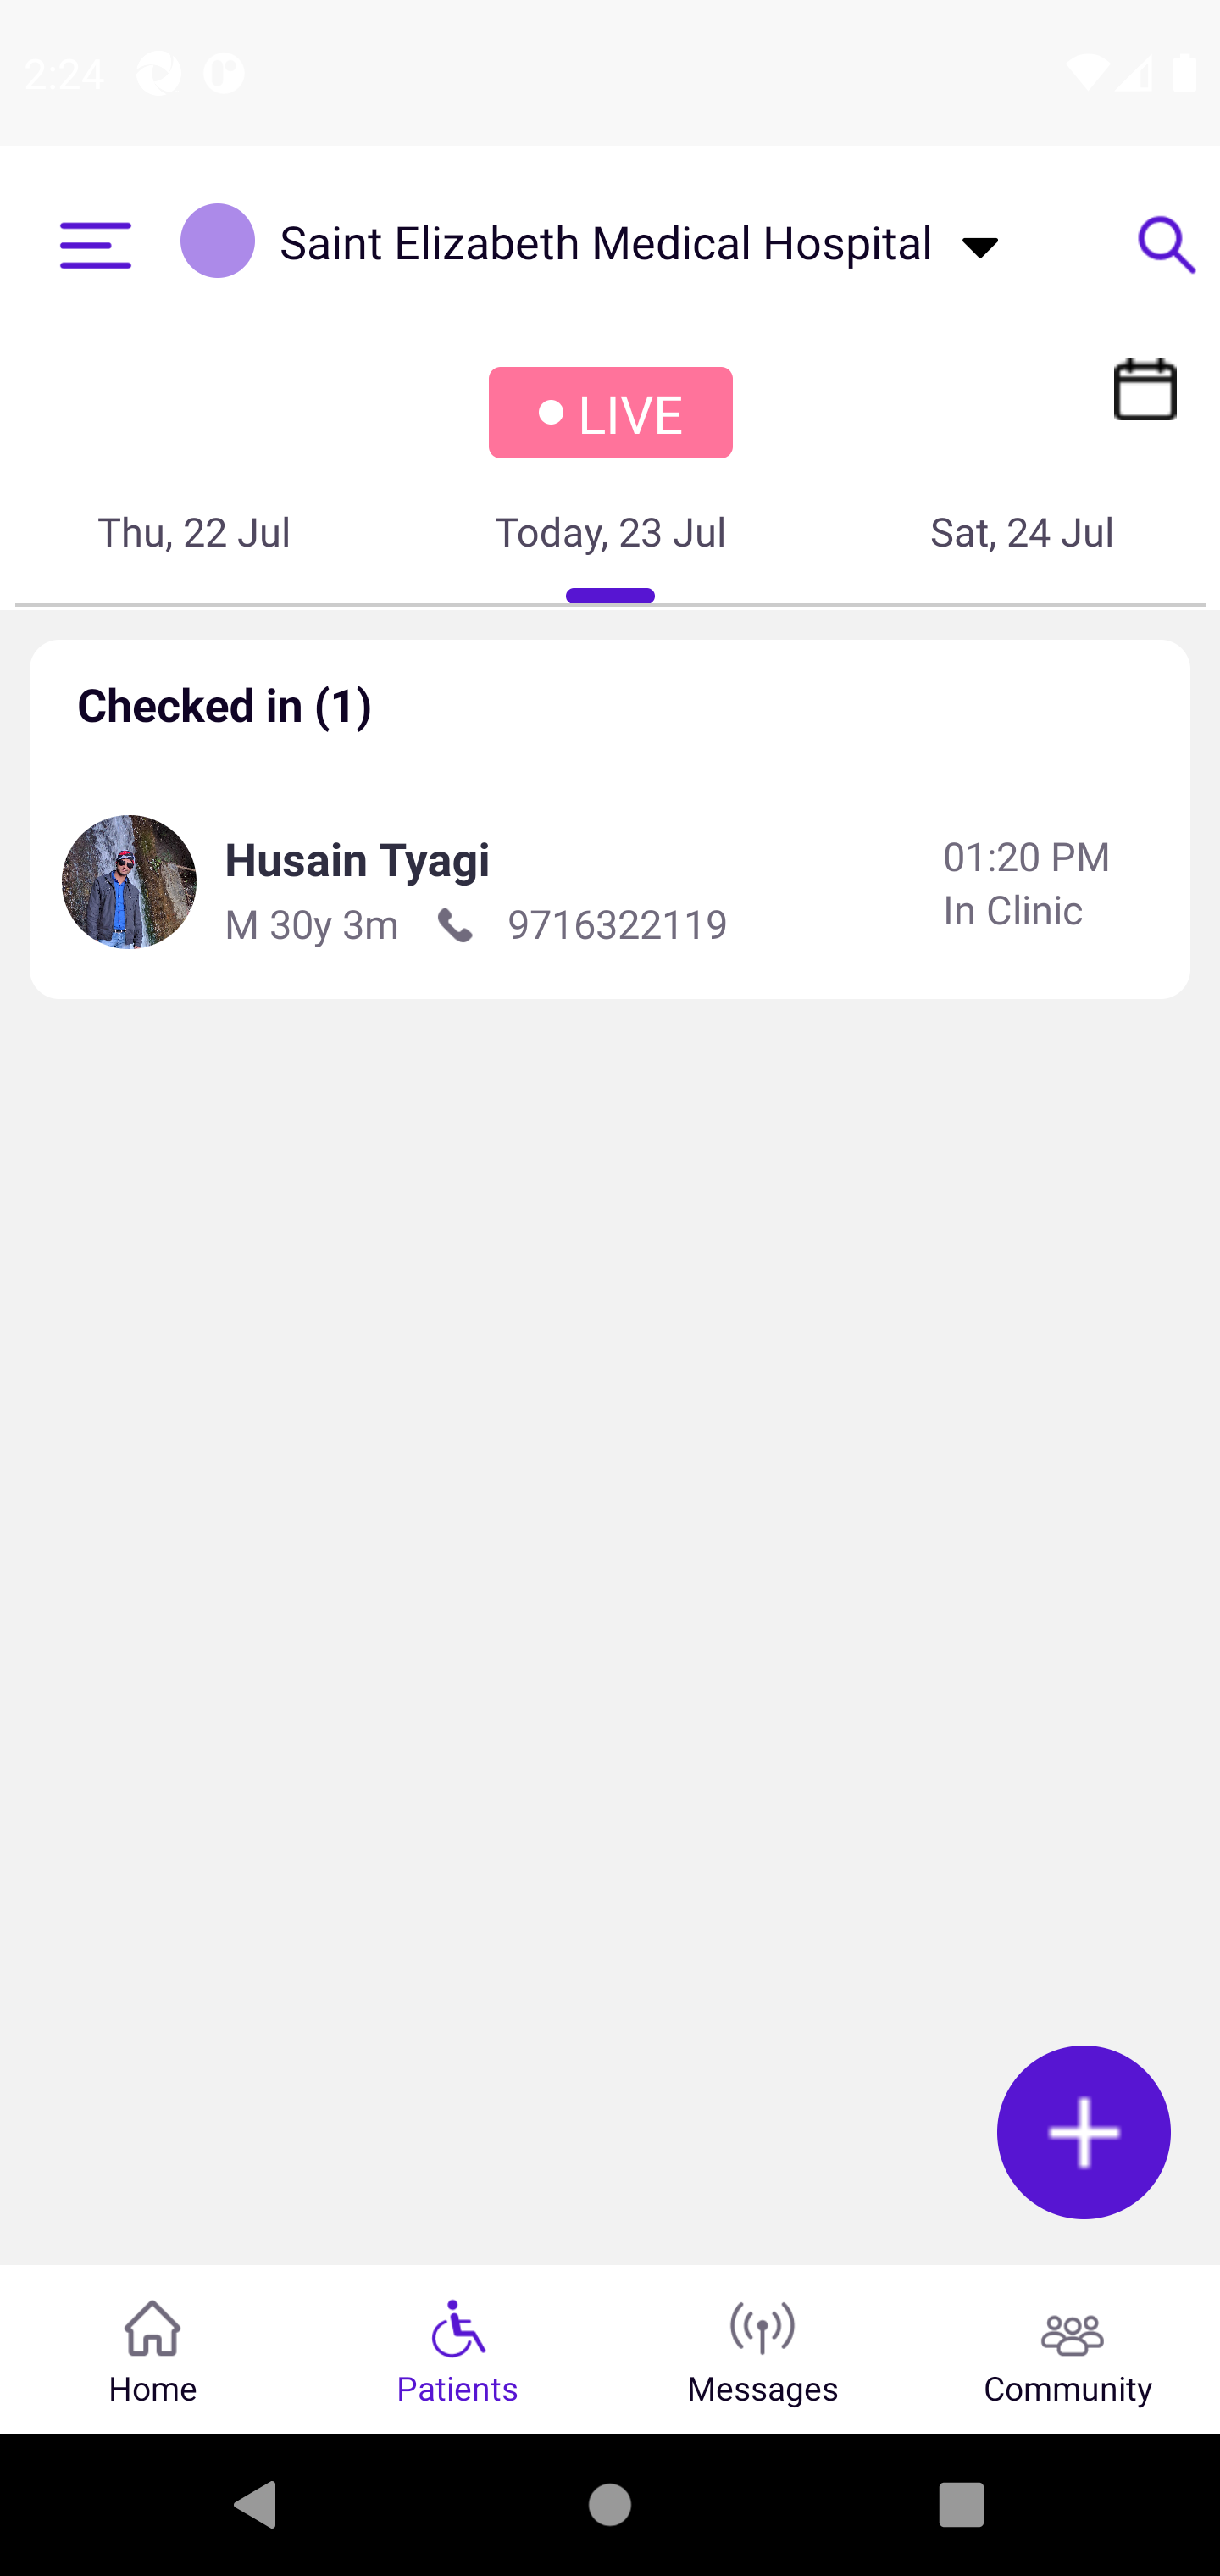 2:24
Saint Elizabeth Medical Hospital
LIVE
Thu, 22 Jul
Today, 23 Jul
Sat, 24 Jul
Checked in (1)
Husain Tyagi
01:20 PM
M 30y 3m
9716322119
In Clinic
Home
Patients
Messages
Community